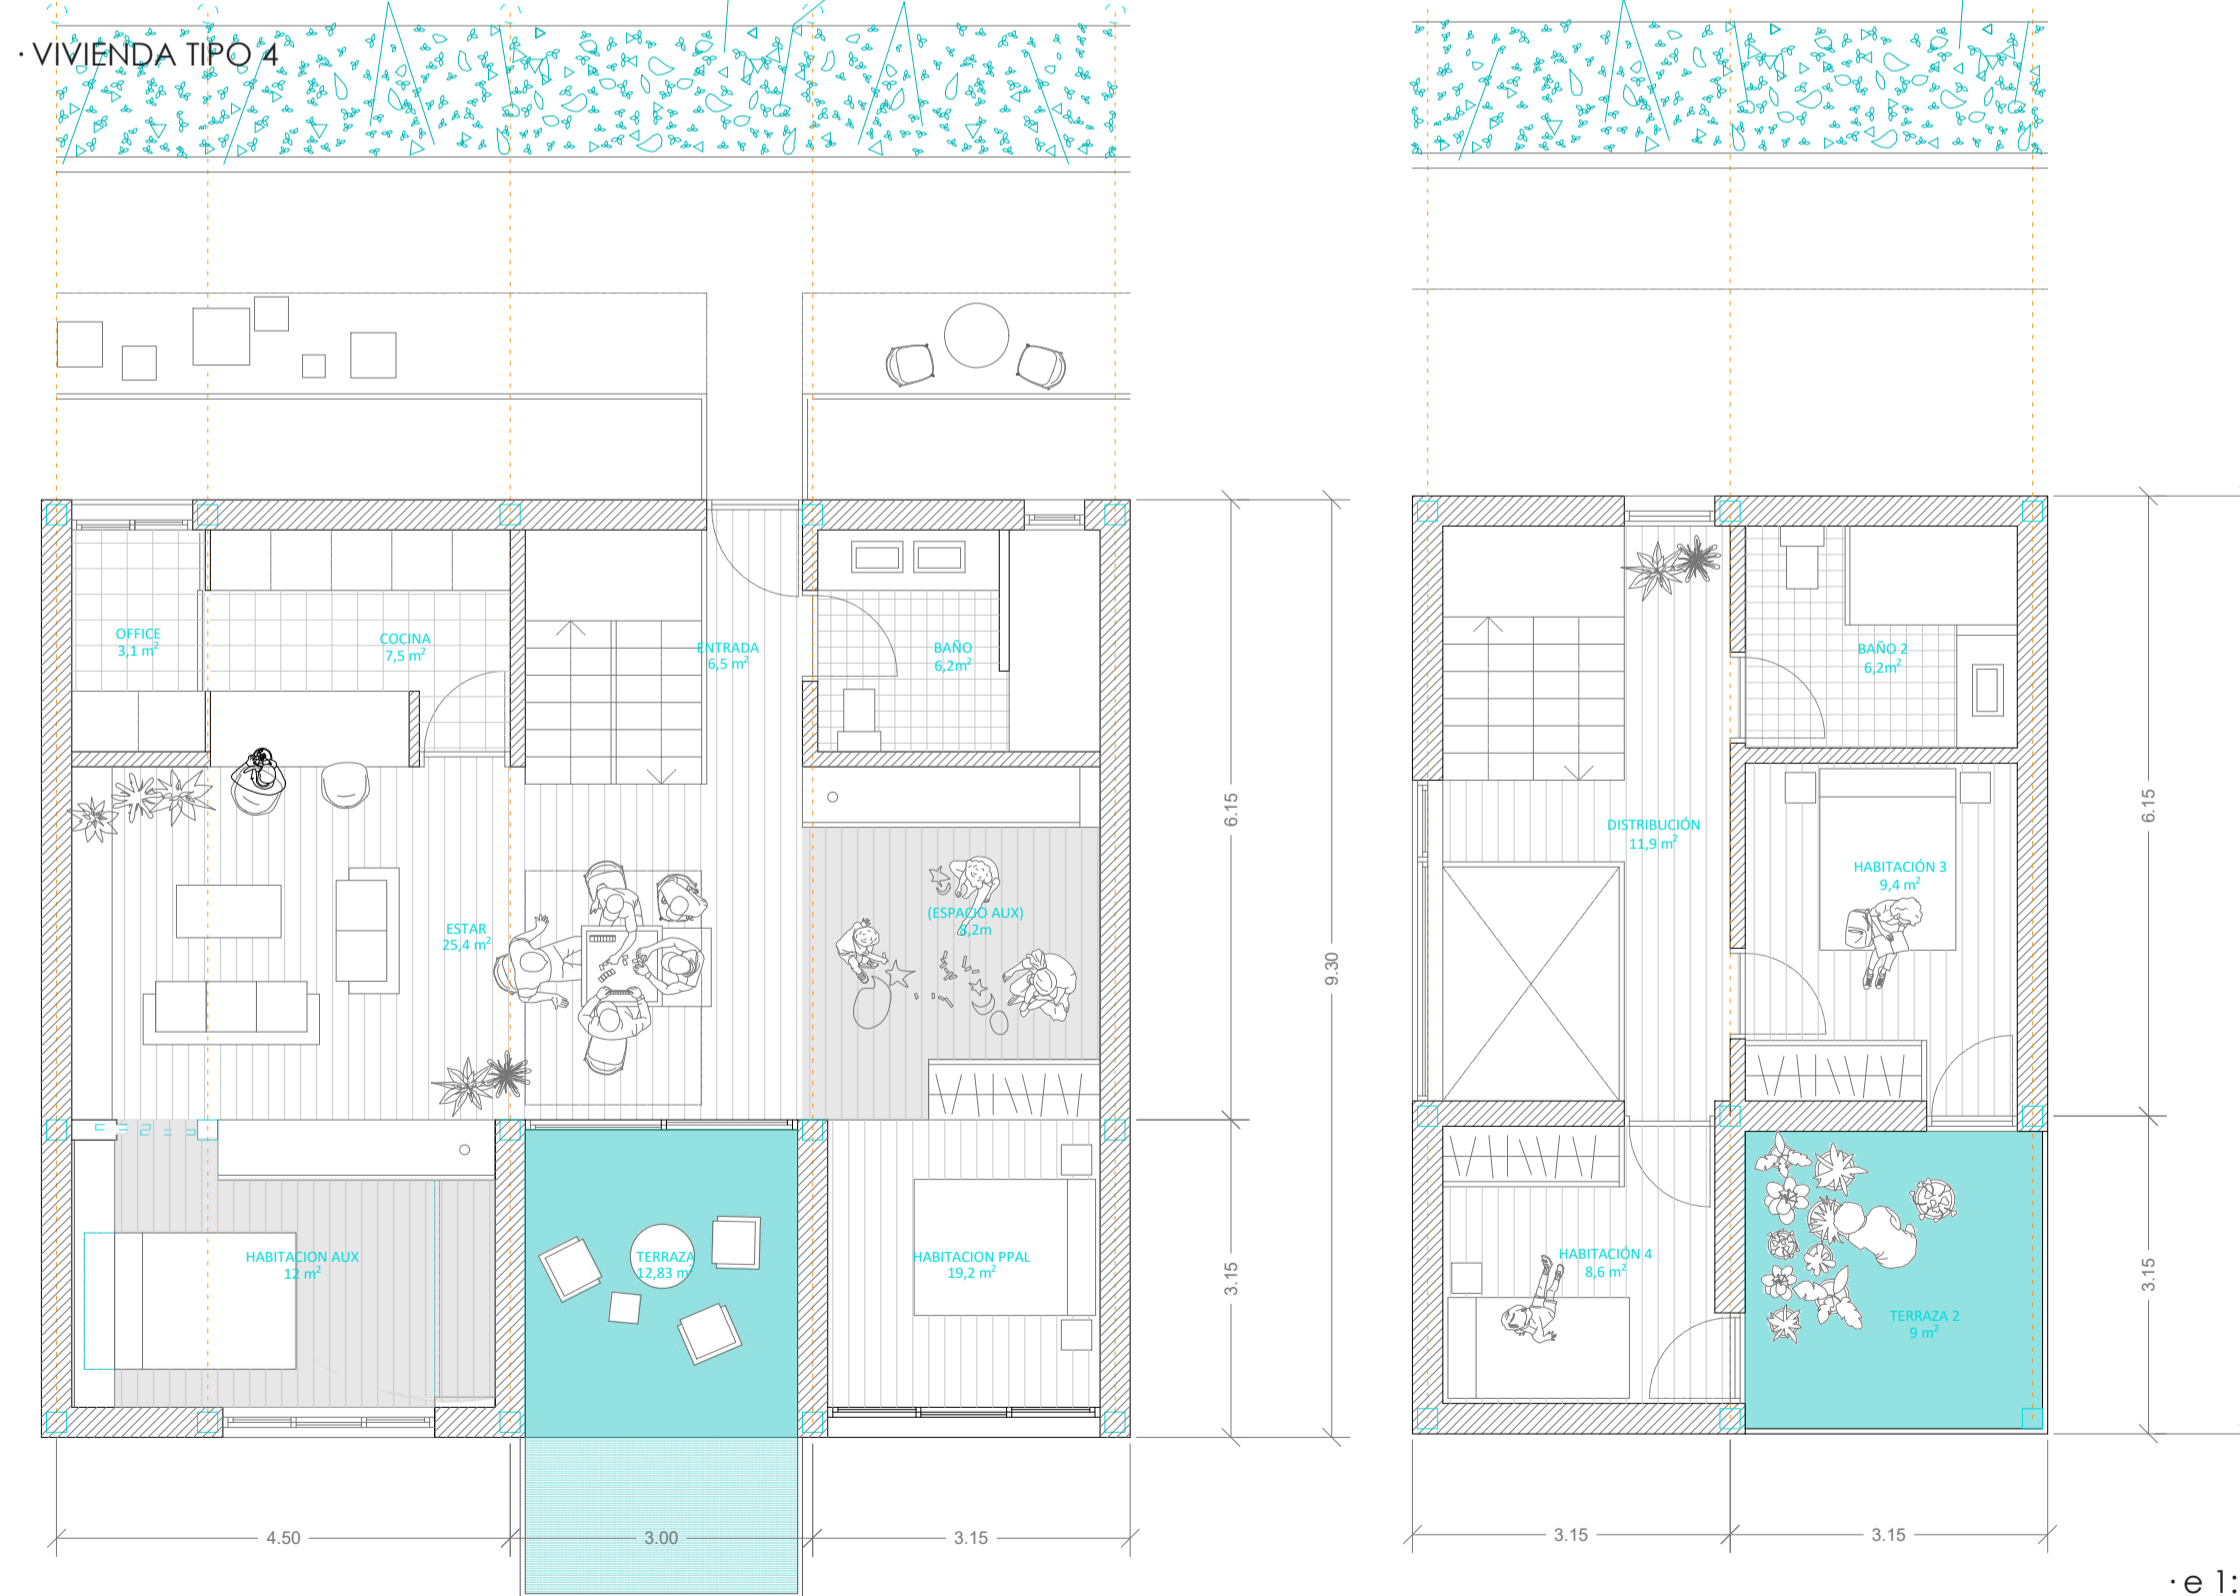 · VIVIENDA TIPO 4
OFFICE
3,1 m²
COCINA
7,5 m²
ENTRADA
6,5 m²
BAÑO
6,2m²
ESTAR
25,4 m²
(ESPACIO AUX)
8,2m
HABITACION AUX
12 m²
TERRAZA
12,83 m²
HABITACION PPAL
19,2 m²
6.15
9.30
3.15
4.50
3.00
3.15
BAÑO 2
6,2m²
DISTRIBUCIÓN
11,9 m²
HABITACIÓN 3
9,4 m²
HABITACIÓN 4
8,6 m²
TERRAZA 2
9 m²
6.15
3.15
3.15
3.15
· e 1: